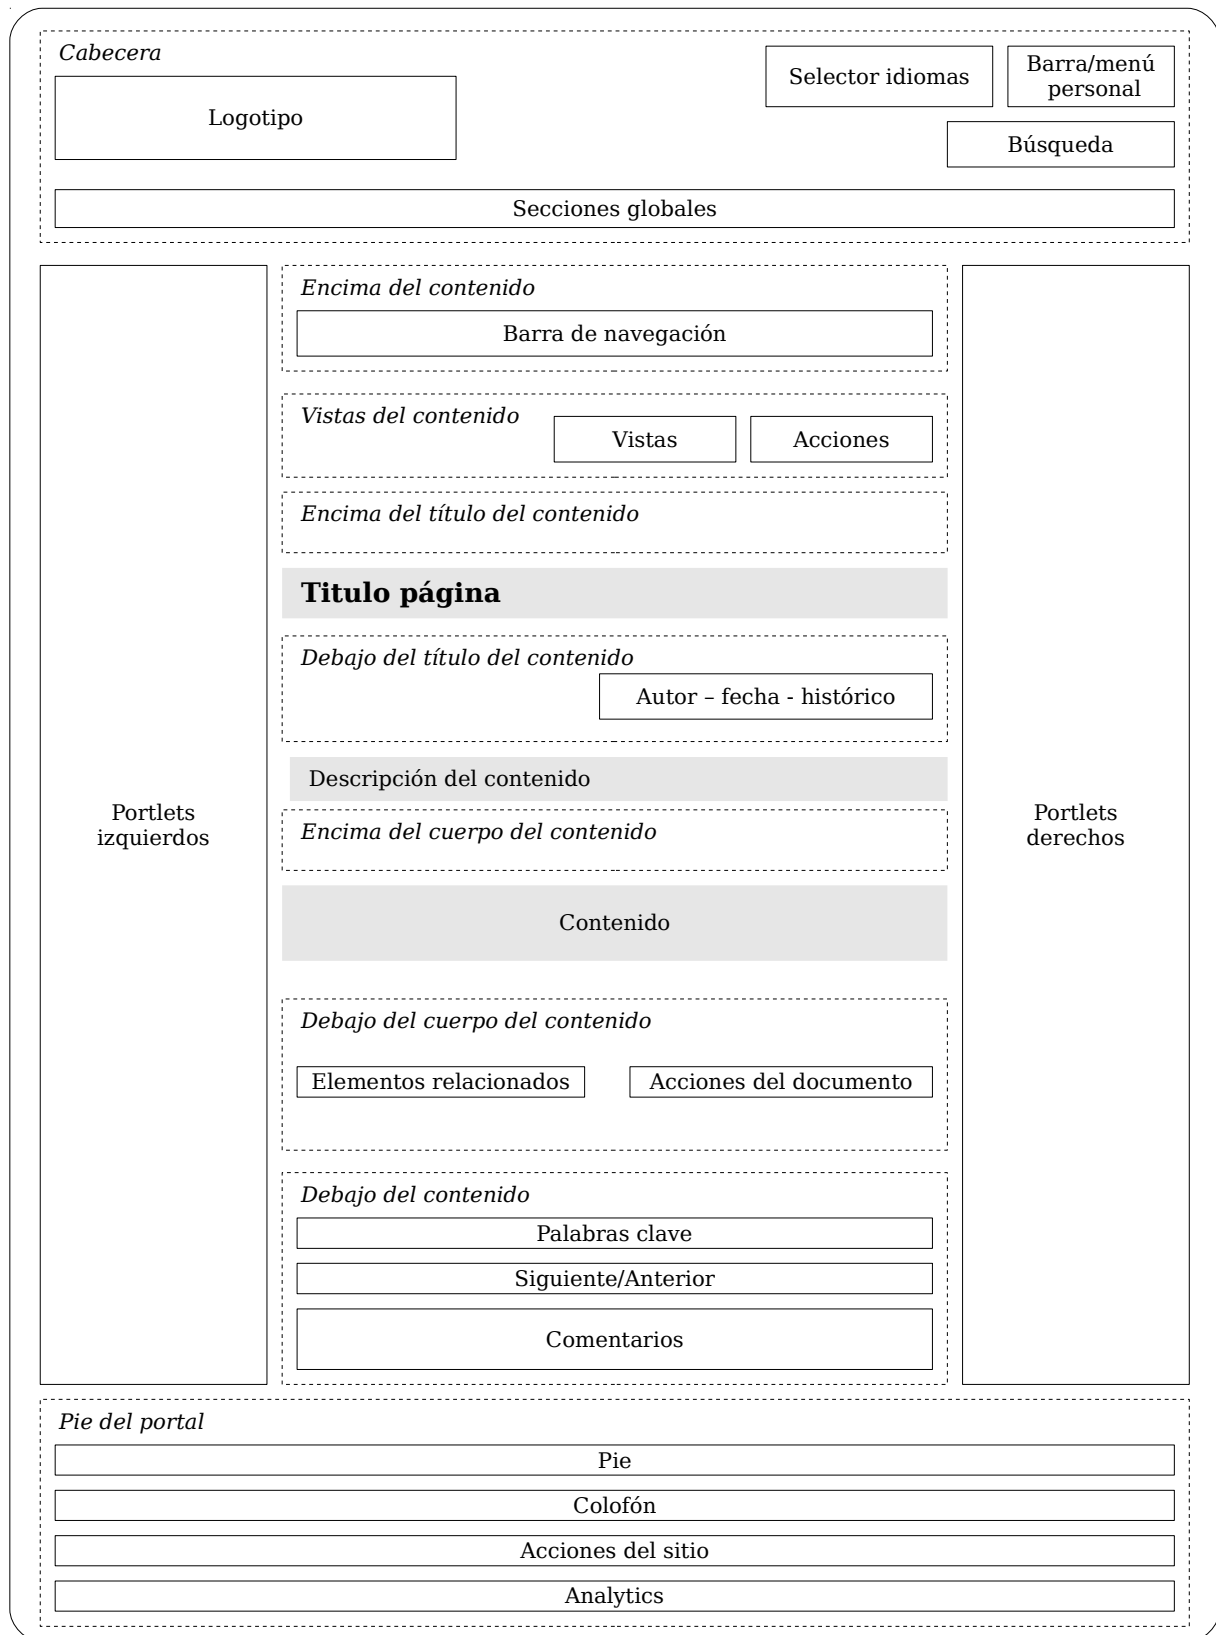 Cabecera
Selector idiomas
Barra/menú
personal
Logotipo
Búsqueda
Secciones globales
Encima del contenido
Barra de navegación
Vistas del contenido
Vistas
Acciones
Encima del título del contenido
Titulo página
Debajo del título del contenido
Autor – fecha - histórico
Descripción del contenido
Portlets
izquierdos
Encima del cuerpo del contenido
Portlets
derechos
Contenido
Debajo del cuerpo del contenido
Elementos relacionados
Acciones del documento
Debajo del contenido
Palabras clave
Siguiente/Anterior
Comentarios
Pie del portal
Pie
Colofón
Acciones del sitio
Analytics